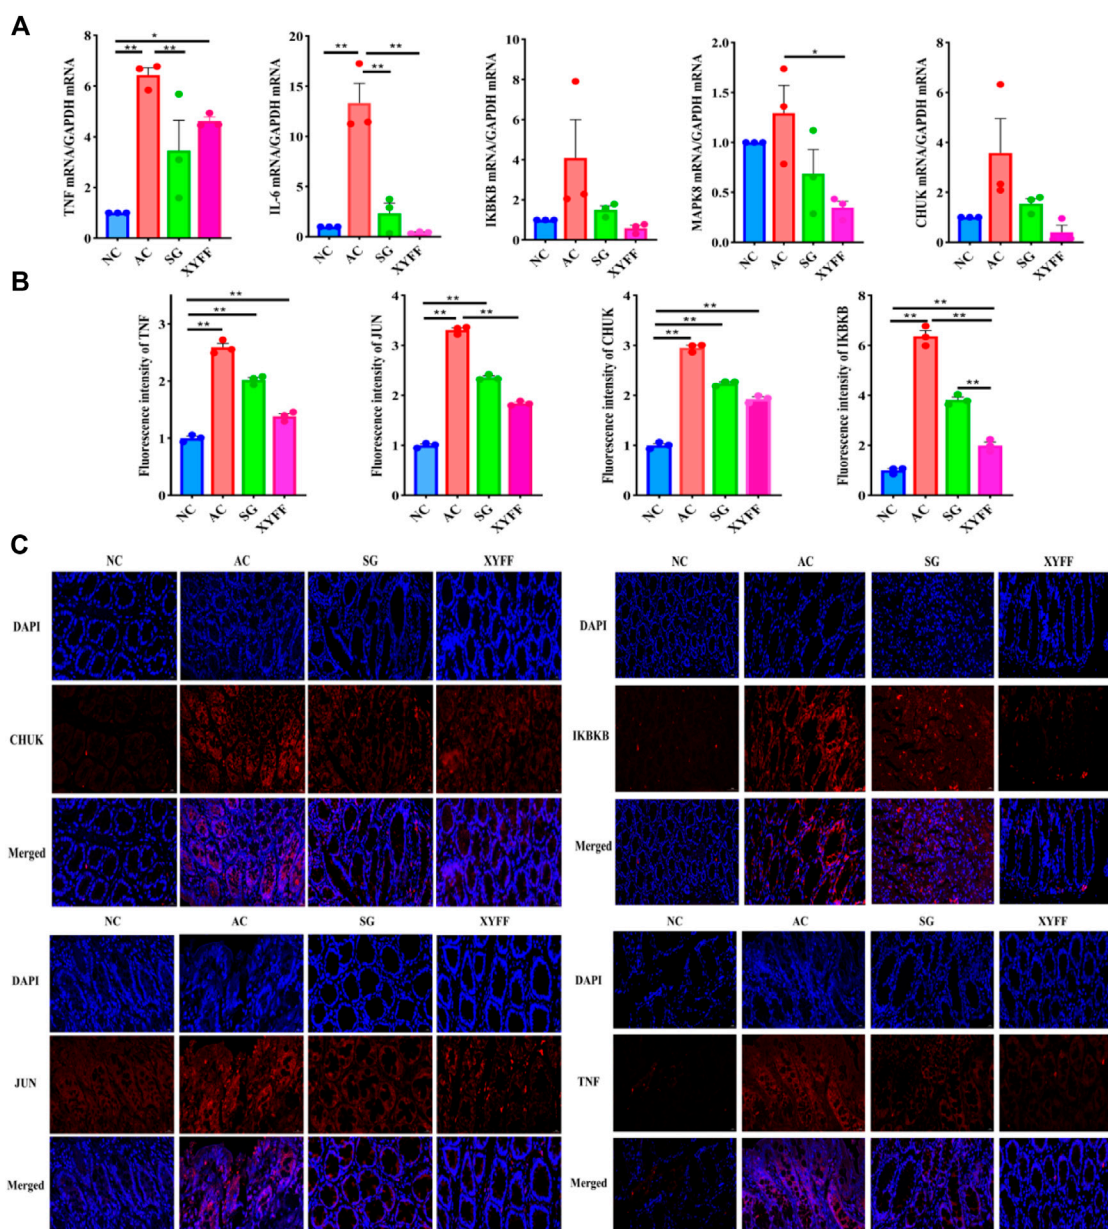 A
TNF mRNA/GAPDH mRNA
8
6
4
2
0
*
** **
NC AC SG XYFF
IL-6 mRNA/GAPDH mRNA
20
15
10
5
0
** **
**
NC AC SG XYFF
IKBKB mRNA/GAPDH mRNA
10
8
6
4
2
0
NC AC SG XYFF
MAPK8 mRNA/GAPDH mRNA
2.0
1.5
1.0
0.5
0.0
*
NC AC SG XYFF
CHUK mRNA/GAPDH mRNA
8
6
4
2
0
NC AC SG XYFF
B
Fluorescence intensity of TNF
3
2
1
0
**
**
**
NC AC SG XYFF
Fluorescence intensity of JUN
4
3
2
1
0
**
** **
NC AC SG XYFF
Fluorescence intensity of CHUK
4
3
2
1
0
**
**
**
NC AC SG XYFF
Fluorescence intensity of IKBKB
8
6
4
2
0
**
** **
**
NC AC SG XYFF
C
NC AC SG XYFF
DAPI
CHUK
Merged
NC AC SG XYFF
DAPI
IKBKB
Merged
NC AC SG XYFF
DAPI
JUN
Merged
NC AC SG XYFF
DAPI
TNF
Merged